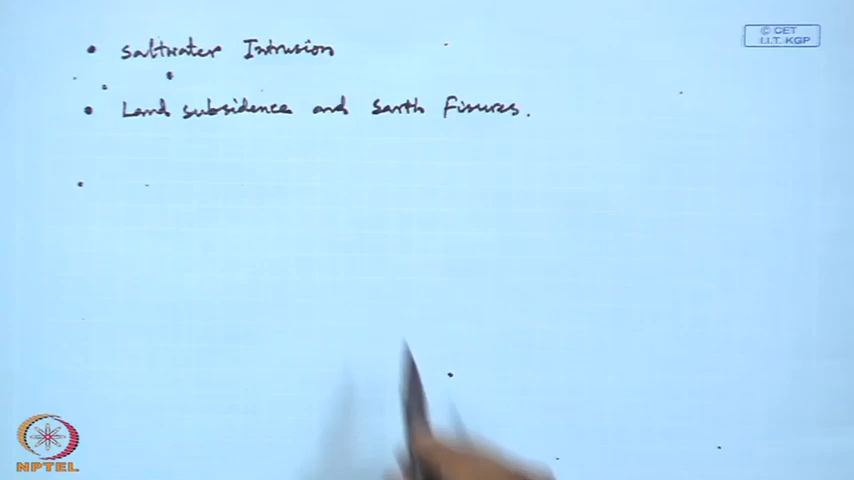 © CET
I.I.T. KGP
• Saltwater Intrusion
• Land subsidence and Earth Fissures.
NPTEL